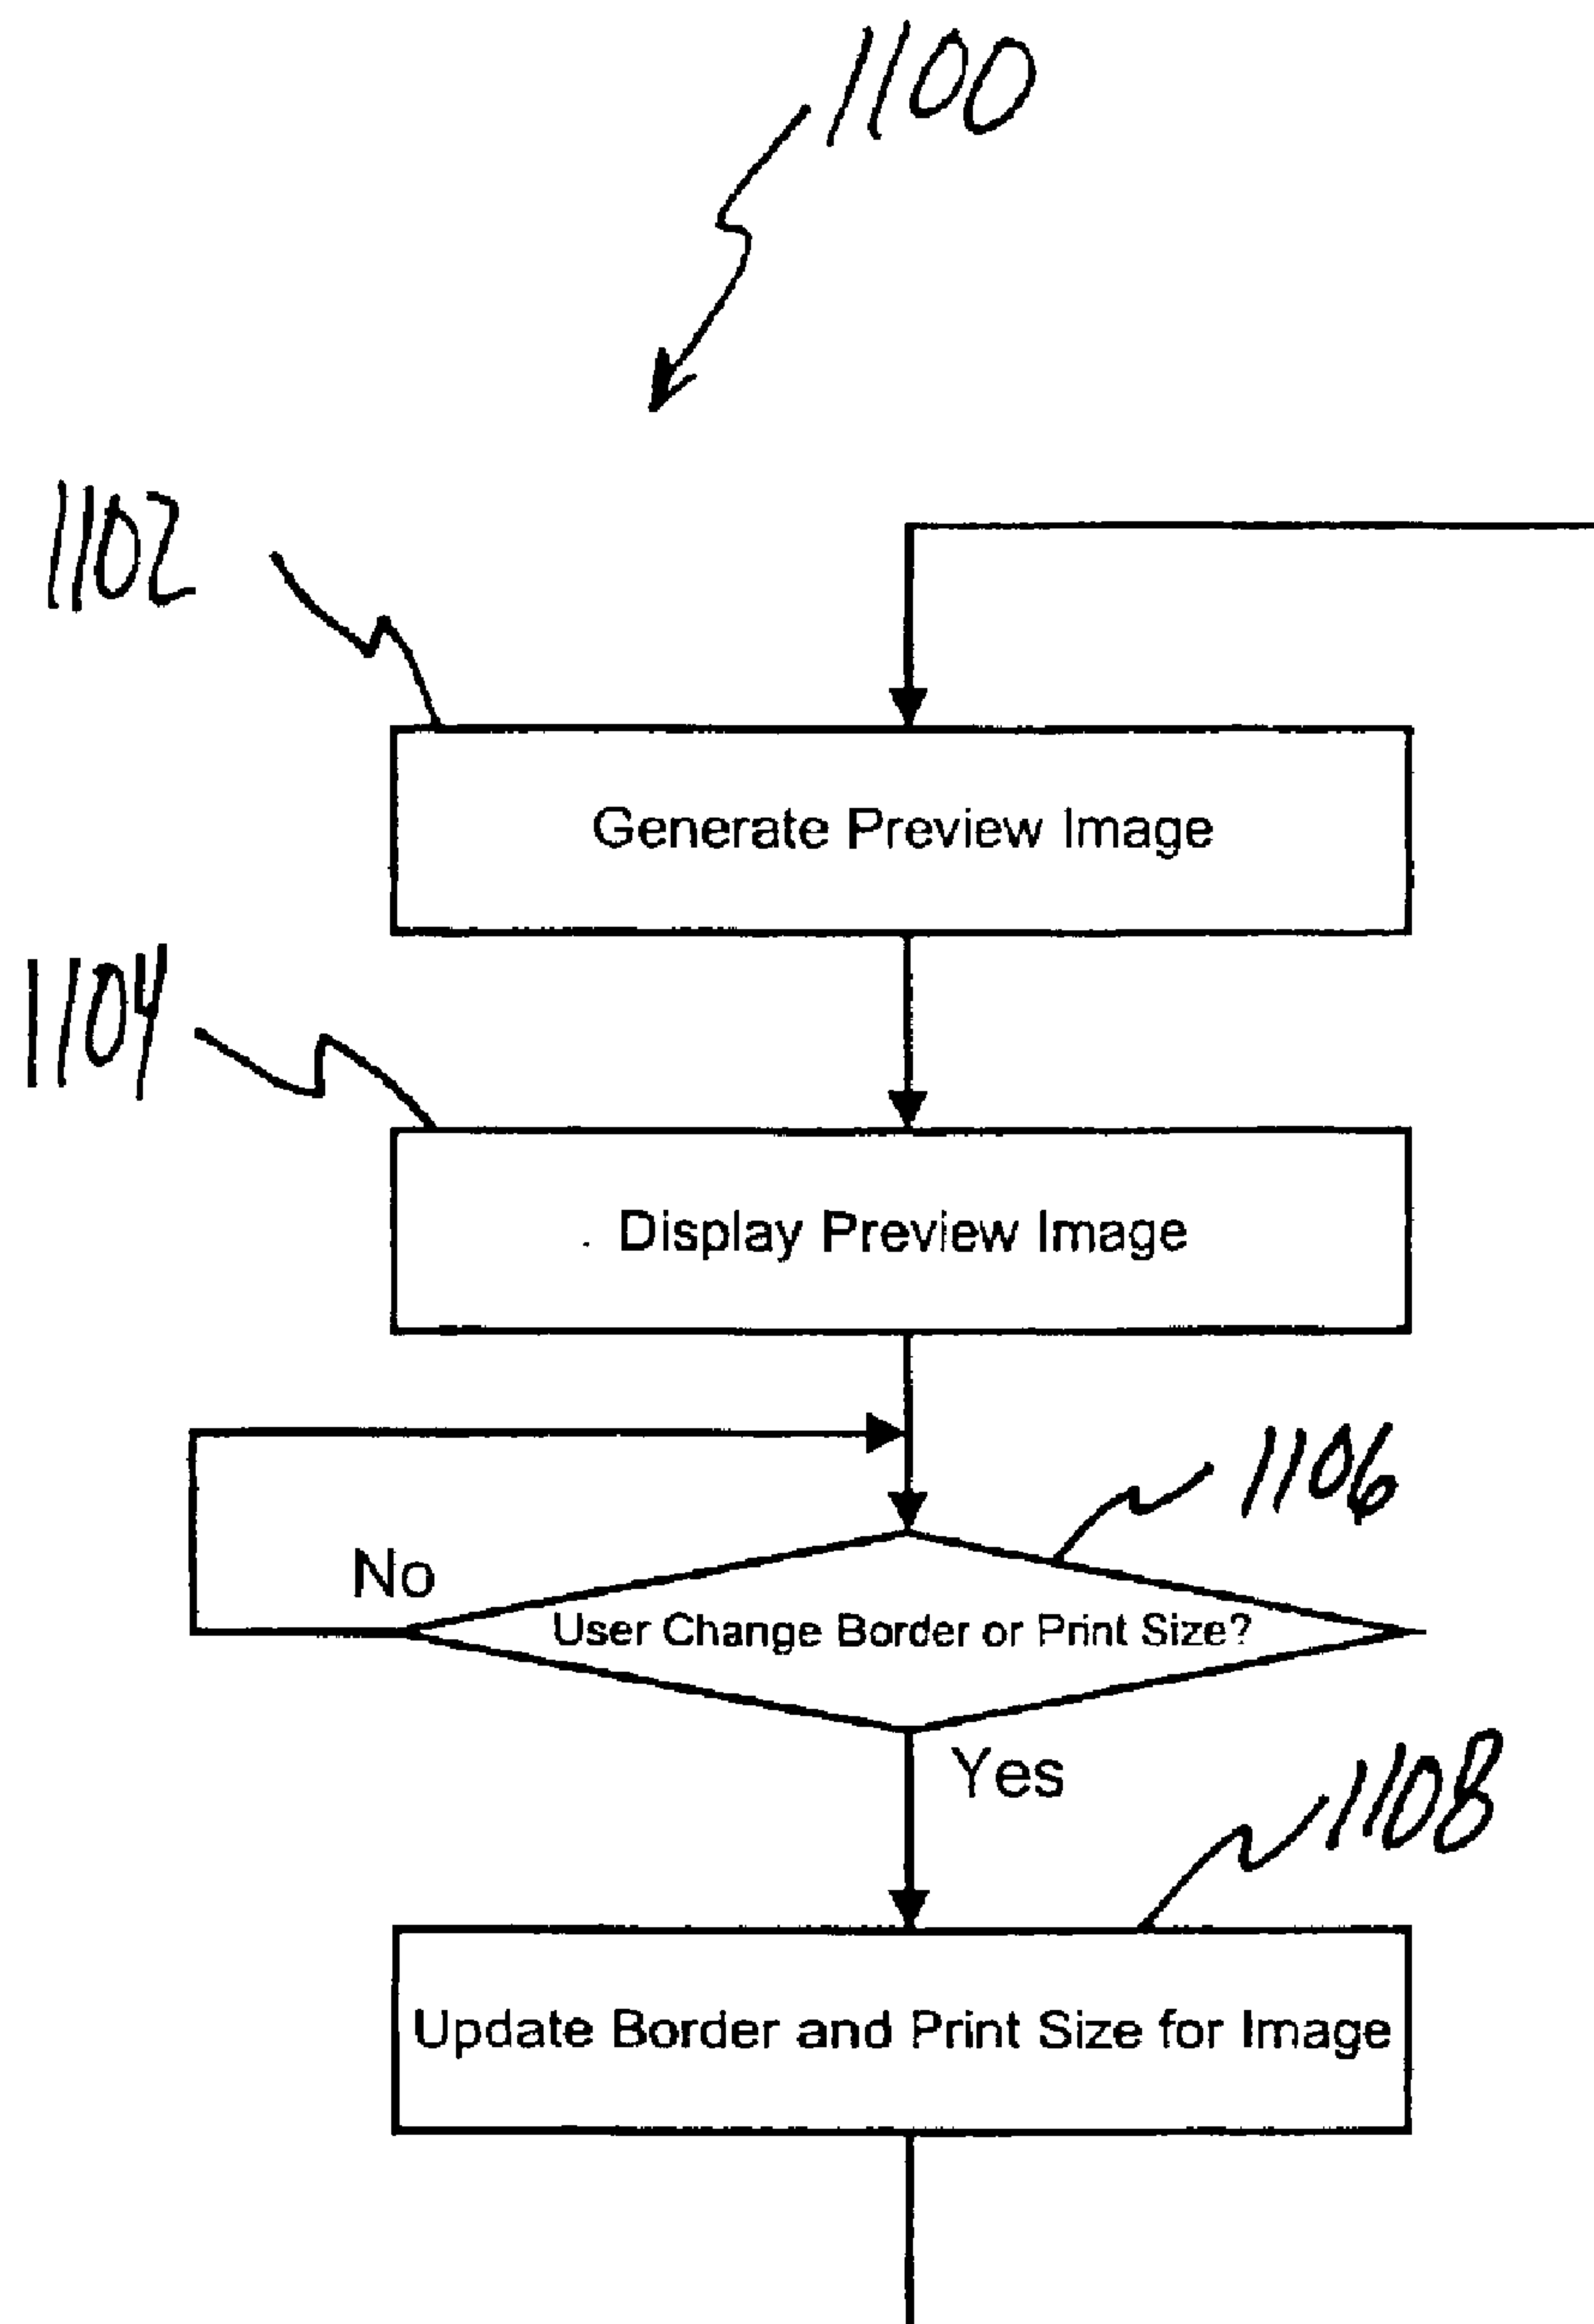 1100
1102
Generate Preview Image
1104
Display Preview Image
1106
No
User Change Border or Print Size?
Yes
1108
Update Border and Print Size for Image